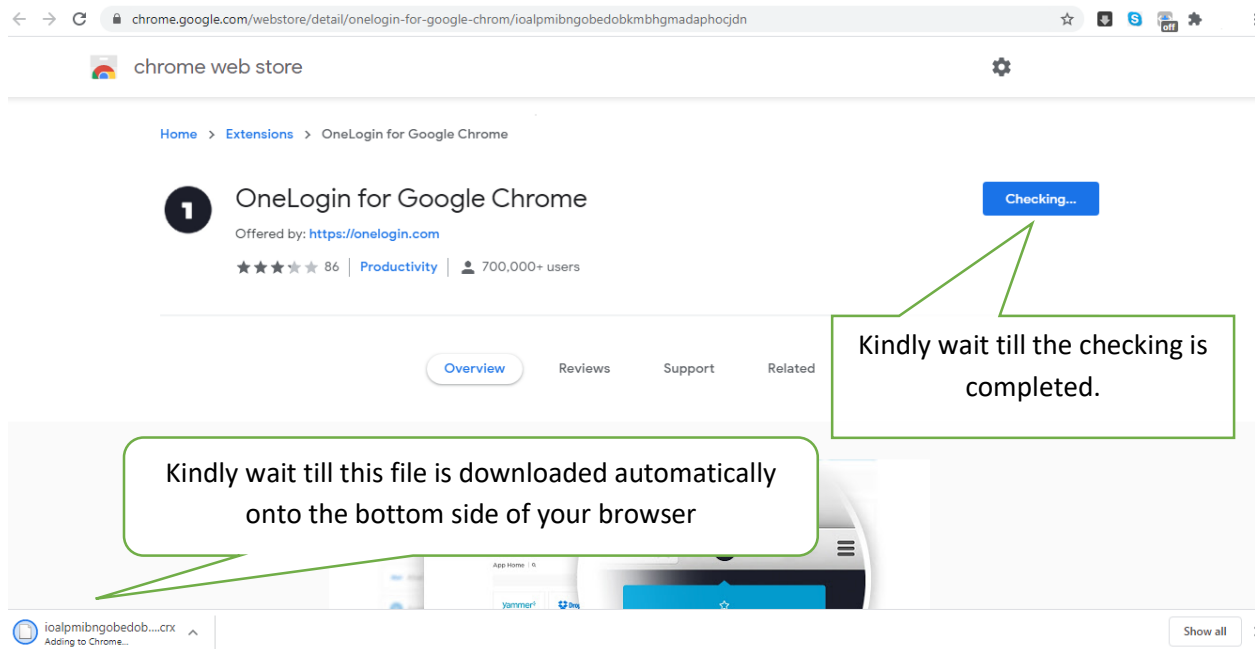 chrome.google.com/webstore/detail/onelogin-for-google-chrom/ioalpmibngobedobkmbhgmadaphocjdn
off
chrome web store
Home > Extensions > OneLogin for Google Chrome
1
OneLogin for Google Chrome
Checking...
Offered by: https://onelogin.com
86 | Productivity | 700,000+ users
Kindly wait till the checking is
completed.
Overview Reviews Support Related
Kindly wait till this file is downloaded automatically
onto the bottom side of your browser
App Home
yammer
ioalpmibngobedob....crx
Adding to Chrome...
Show all